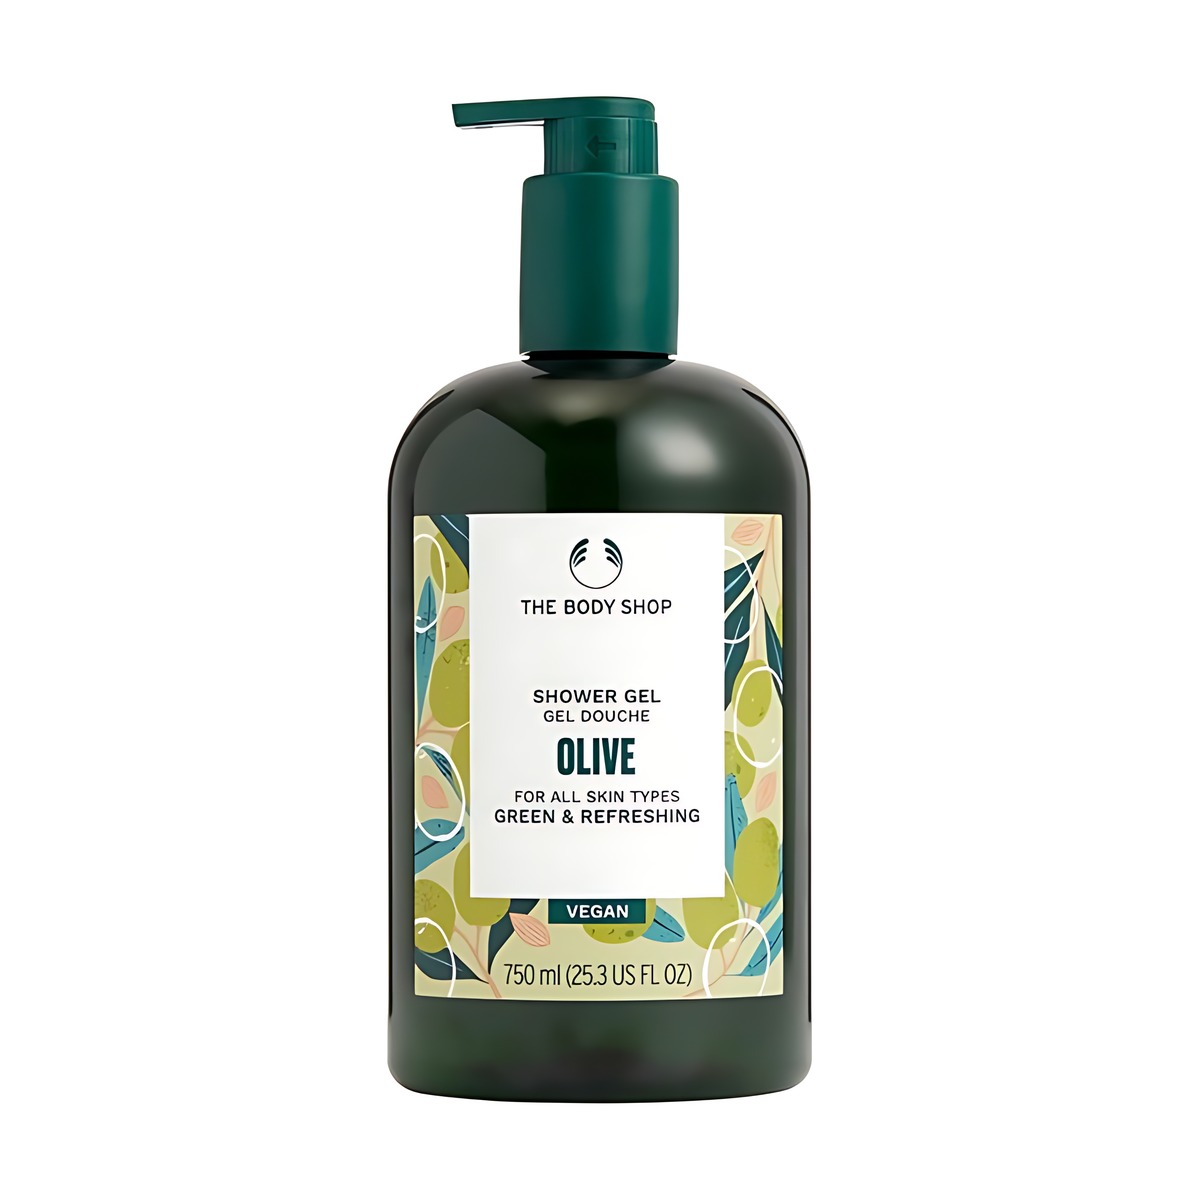 THE BODY SHOP
SHOWER GEL
GEL DOUCHE
OLIVE
FOR ALL SKIN TYPES
GREEN & REFRESHING
VEGAN
750 ml (25.3 US FL OZ)